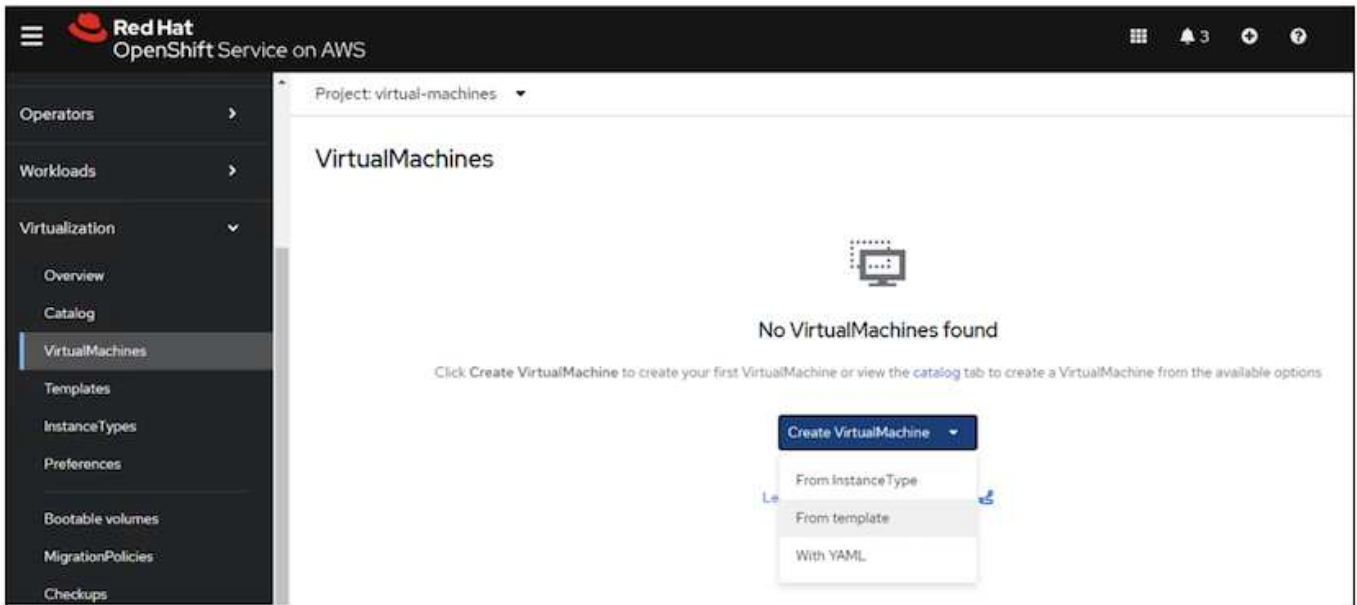 Red Hat
OpenShift Service on AWS
3
Operators
Workloads
Virtualization
Overview
Catalog
VirtualMachines
Templates
InstanceTypes
Preferences
Bootable volumes
MigrationPolicies
Checkups
Project: virtual-machines
VirtualMachines
No VirtualMachines found
Click Create VirtualMachine to create your first VirtualMachine or view the catalog tab to create a VirtualMachine from the available options
Create VirtualMachine
From InstanceType
Le
From template
With YAML